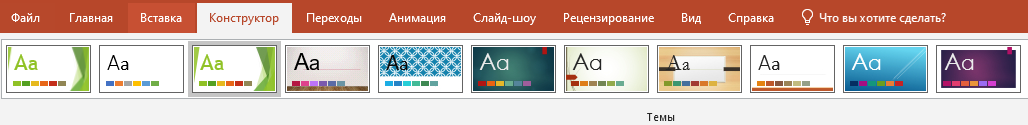 Файл Главная Вставка Конструктор Переходы Анимация Слайд-шоу Рецензирование Вид Справка Что вы хотите сделать?
Aa Aa Aa Aa Aa Aa Aa Aa Aa Aa Aa
Темы